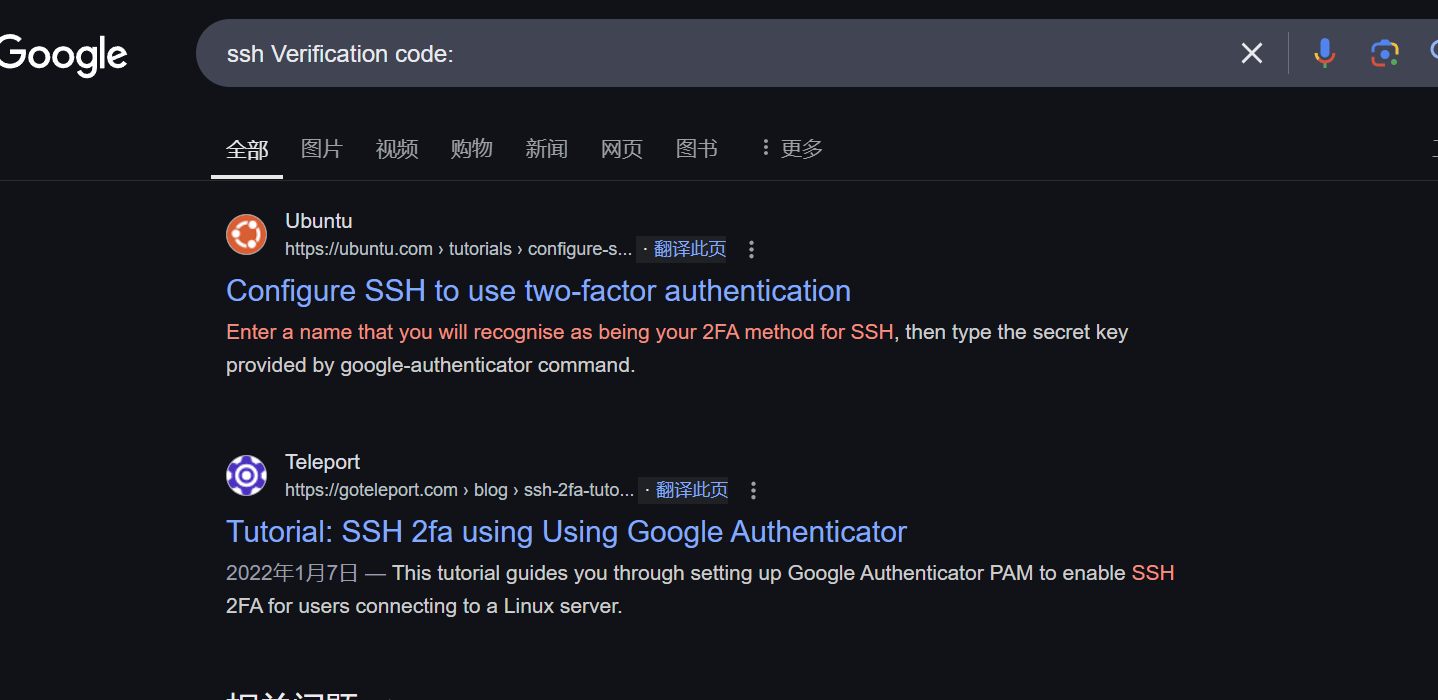 Google
ssh Verification code:
全部 图片 视频 购物 新闻 网页 图书 更多
Ubuntu
https://ubuntu.com › tutorials › configure-s... · 翻译此页
Configure SSH to use two-factor authentication
Enter a name that you will recognise as being your 2FA method for SSH, then type the secret key
provided by google-authenticator command.
Teleport
https://goteleport.com › blog › ssh-2fa-tuto... · 翻译此页
Tutorial: SSH 2fa using Using Google Authenticator
2022年1月7日 — This tutorial guides you through setting up Google Authenticator PAM to enable SSH
2FA for users connecting to a Linux server.